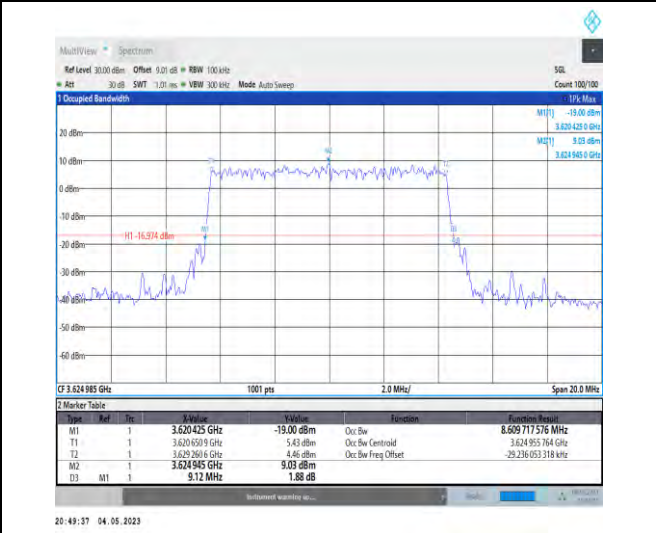 MultiView Spectrum
Ref Level 30.00 dBm Offset 9.01 dB RBW 100 kHz SGL
Att 30 dB SWT 1.01 ms VBW 300 kHz Mode Auto Sweep Count 100/100
1 Occupied Bandwidth 1Pk Max
M1[1] -19.00 dBm
3.620 425 0 GHz
M2[1] 9.03 dBm
3.624 945 0 GHz
20 dBm
M2
10 dBm
T1
0 dBm
-10 dBm
H1 -16.974 dBm
M1
-20 dBm
-30 dBm
-40 dBm
-50 dBm
-60 dBm
CF 3.624 985 GHz 1001 pts 2.0 MHz/ Span 20.0 MHz
2 Marker Table
Type Ref Trc X-Value Y-Value Function Function Result
M1 1 3.620425 GHz -19.00 dBm Occ Bw 8.609 717 576 MHz
T1 1 3.620 650 9 GHz 5.43 dBm Occ Bw Centroid 3.624 955 764 GHz
T2 1 3.629 260 6 GHz 4.46 dBm Occ Bw Freq Offset -29.236 053 318 kHz
M2 1 3.624945 GHz 9.03 dBm
D3 M1 1 9.12 MHz 1.88 dB
Instrument warming up...
20:49:37 04.05.2023